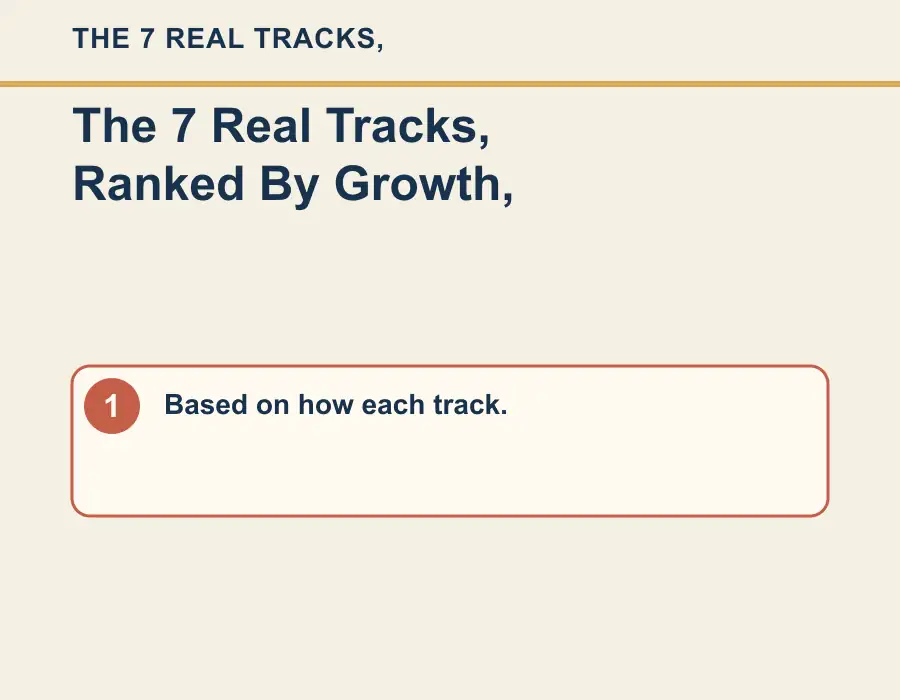 THE 7 REAL TRACKS,
The 7 Real Tracks,
Ranked By Growth,
1
Based on how each track.